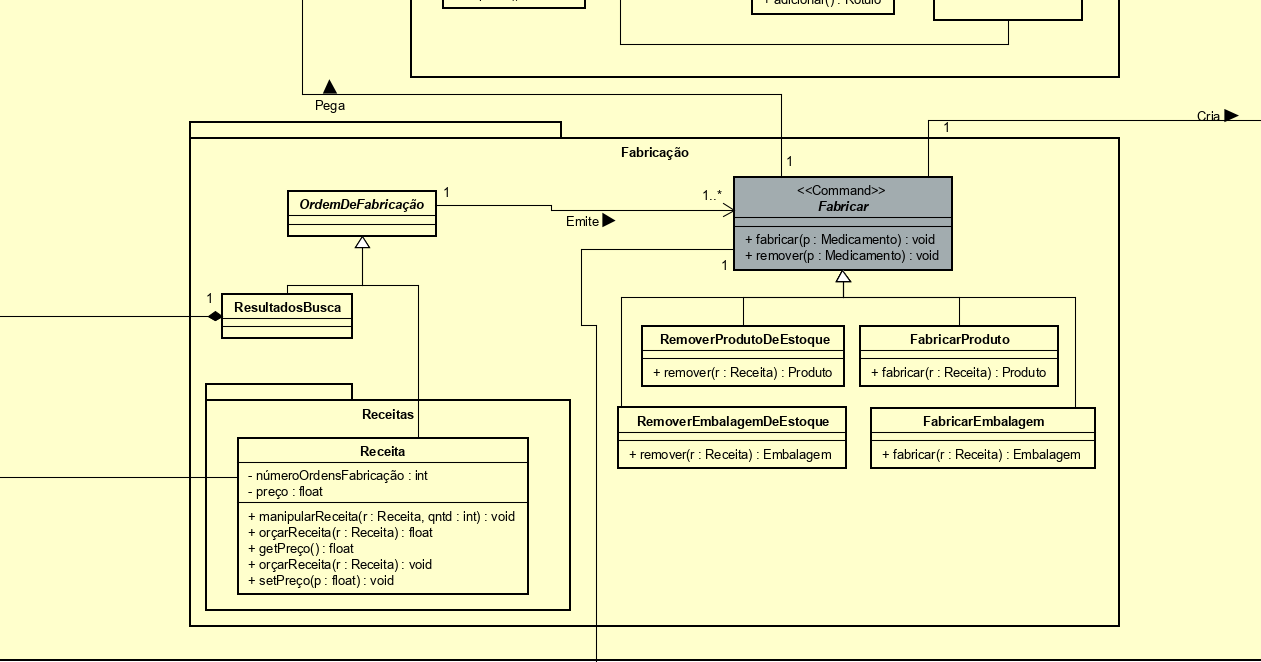 + adicionar() : Rótulo
Pega
Cria
1
Fabricação
1
<<Command>>
Fabricar
+ fabricar(p : Medicamento) : void
+ remover(p : Medicamento) : void
OrdemDeFabricação
1
1..*
Emite
1
1
ResultadosBusca
RemoverProdutoDeEstoque
+ remover(r : Receita) : Produto
FabricarProduto
+ fabricar(r : Receita) : Produto
RemoverEmbalagemDeEstoque
+ remover(r : Receita) : Embalagem
FabricarEmbalagem
+ fabricar(r : Receita) : Embalagem
Receitas
Receita
- númeroOrdensFabricação : int
- preço : float
+ manipularReceita(r : Receita, qntd : int) : void
+ orçarReceita(r : Receita) : float
+ getPreço() : float
+ orçarReceita(r : Receita) : void
+ setPreço(p : float) : void